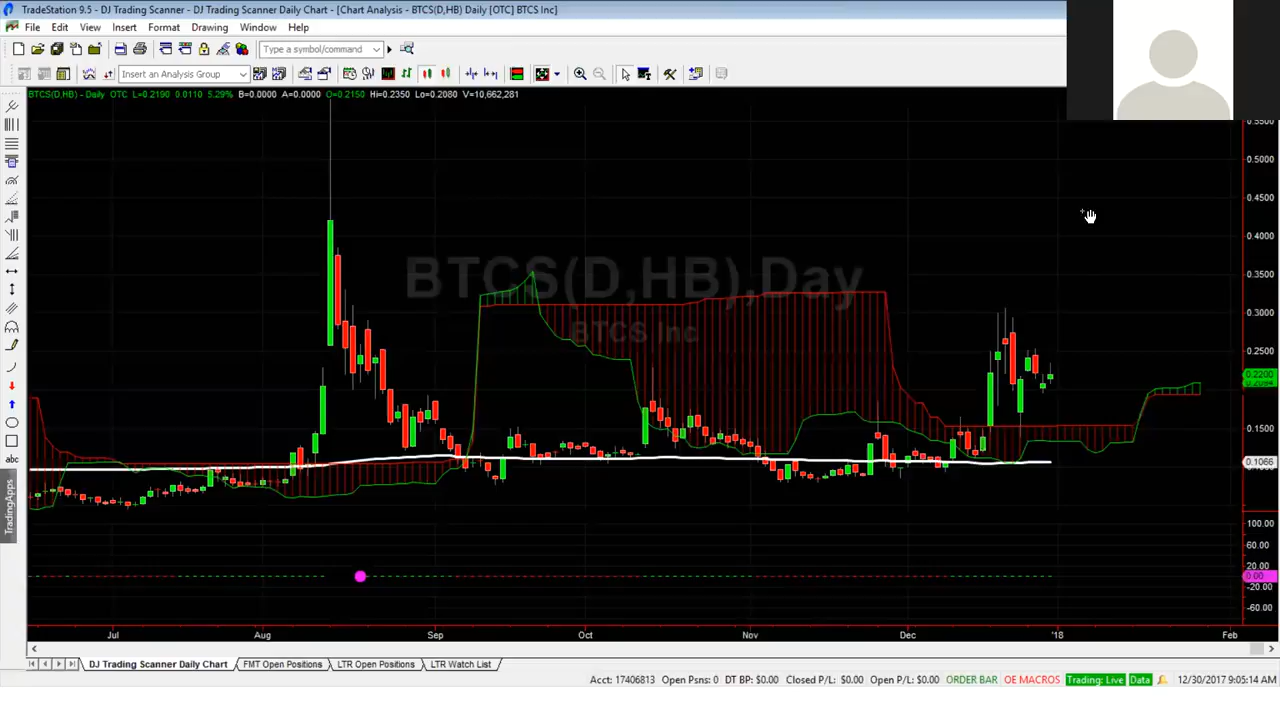 TradeStation 9.5 - DJ Trading Scanner - DJ Trading Scanner Daily Chart - [Chart Analysis - BTCS(D,HB) Daily [OTC] BTCS Inc]
File Edit View Insert Format Drawing Window Help
Type a symbol/command
Insert an Analysis Group
BTCS(D,HB) - Daily OTC L=0.2190 0.0110 5.29% B=0.0000 A=0.0000 O=0.2150 Hi=0.2350 Lo=0.2080 V=10,662,281
0.5500
0.5000
0.4500
0.4000
0.3500
0.3000
0.2500
0.2200
0.1500
0.1066
BTCS(D,HB),Day
BTCS Inc
abc
TradingApps...
100.00
60.00
20.00
0.00
-20.00
-60.00
Jul Aug Sep Oct Nov Dec '18 Feb
DJ Trading Scanner Daily Chart FMT Open Positions LTR Open Positions LTR Watch List
Acct: 17406813 Open Psns: 0 DT BP: $0.00 Closed P/L: $0.00 Open P/L: $0.00 ORDER BAR OE MACROS Trading: Live Data 12/30/2017 9:05:14 AM